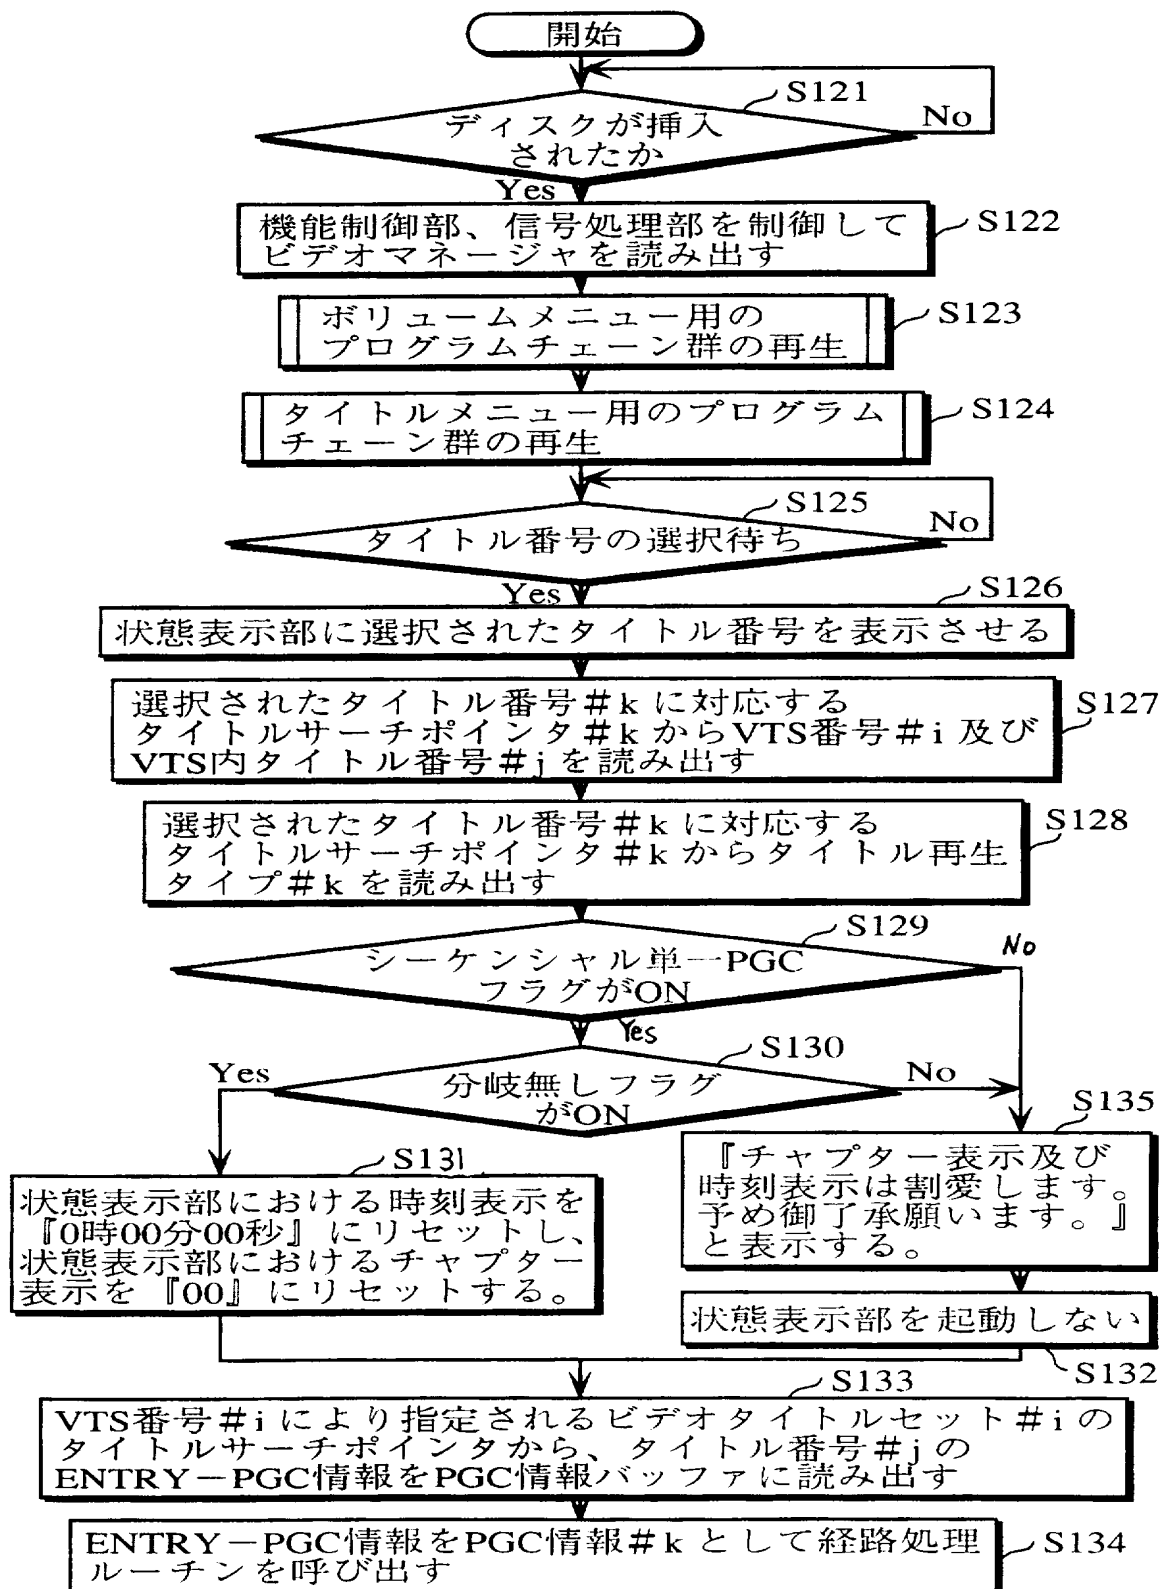 開始
S121
No
ディスクが挿入
されたか
Yes
S122
機能制御部、信号処理部を制御して
ビデオマネージャを読み出す
S123
ボリュームメニュー用の
プログラムチェーン群の再生
S124
タイトルメニュー用のプログラム
チェーン群の再生
S125
No
タイトル番号の選択待ち
Yes
S126
状態表示部に選択されたタイトル番号を表示させる
S127
選択されたタイトル番号#kに対応する
タイトルサーチポインタ#kからVTS番号#i及び
VTS内タイトル番号#jを読み出す
S128
選択されたタイトル番号#kに対応する
タイトルサーチポインタ#kからタイトル再生
タイプ#kを読み出す
S129
No
シーケンシャル単一PGC
フラグがON
Yes
S130
Yes
No
分岐無しフラグ
がON
S131
状態表示部における時刻表示を
『0時00分00秒』にリセットし、
状態表示部におけるチャプター
表示を『00』にリセットする。
S135
『チャプター表示及び
時刻表示は割愛します。
予め御了承願います。』
と表示する。
状態表示部を起動しない
S132
S133
VTS番号#iにより指定されるビデオタイトルセット#iの
タイトルサーチポインタから、タイトル番号#jの
ENTRY－PGC情報をPGC情報バッファに読み出す
S134
ENTRY－PGC情報をPGC情報#kとして経路処理
ルーチンを呼び出す